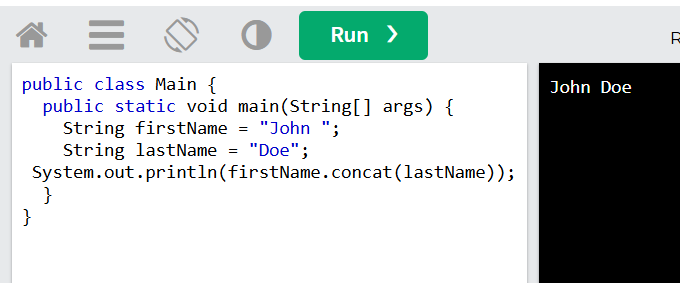 Run ❯
R
public class Main {
  public static void main(String[] args) {
    String firstName = "John ";
    String lastName = "Doe";
 System.out.println(firstName.concat(lastName));
  }
}
John Doe